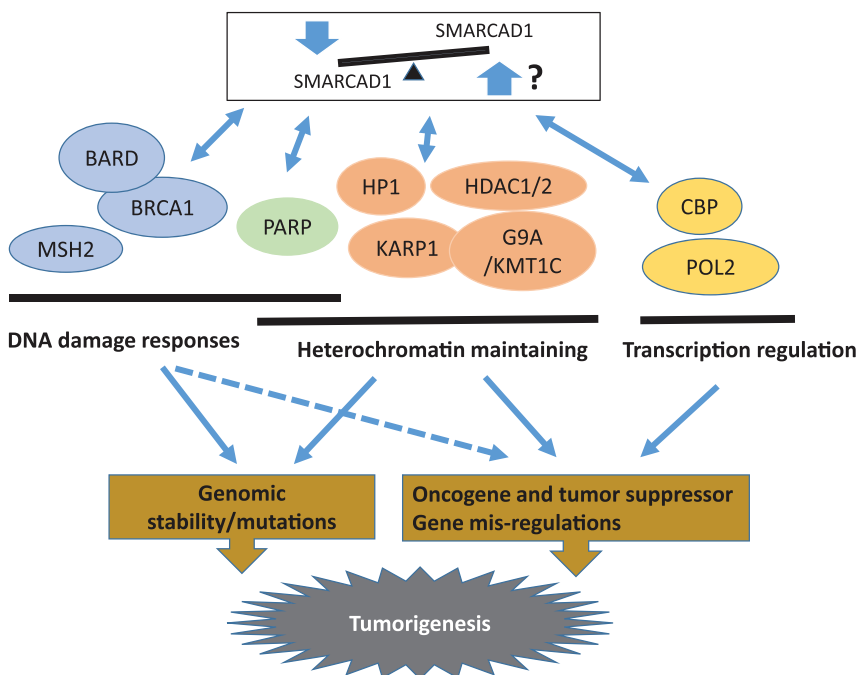 SMARCAD1
SMARCAD1
?
BARD
BRCA1
MSH2
PARP
HP1
HDAC1/2
KARP1
G9A
/KMT1C
CBP
POL2
DNA damage responses
Heterochromatin maintaining
Transcription regulation
Genomic
stability/mutations
Oncogene and tumor suppressor
Gene mis-regulations
Tumorigenesis